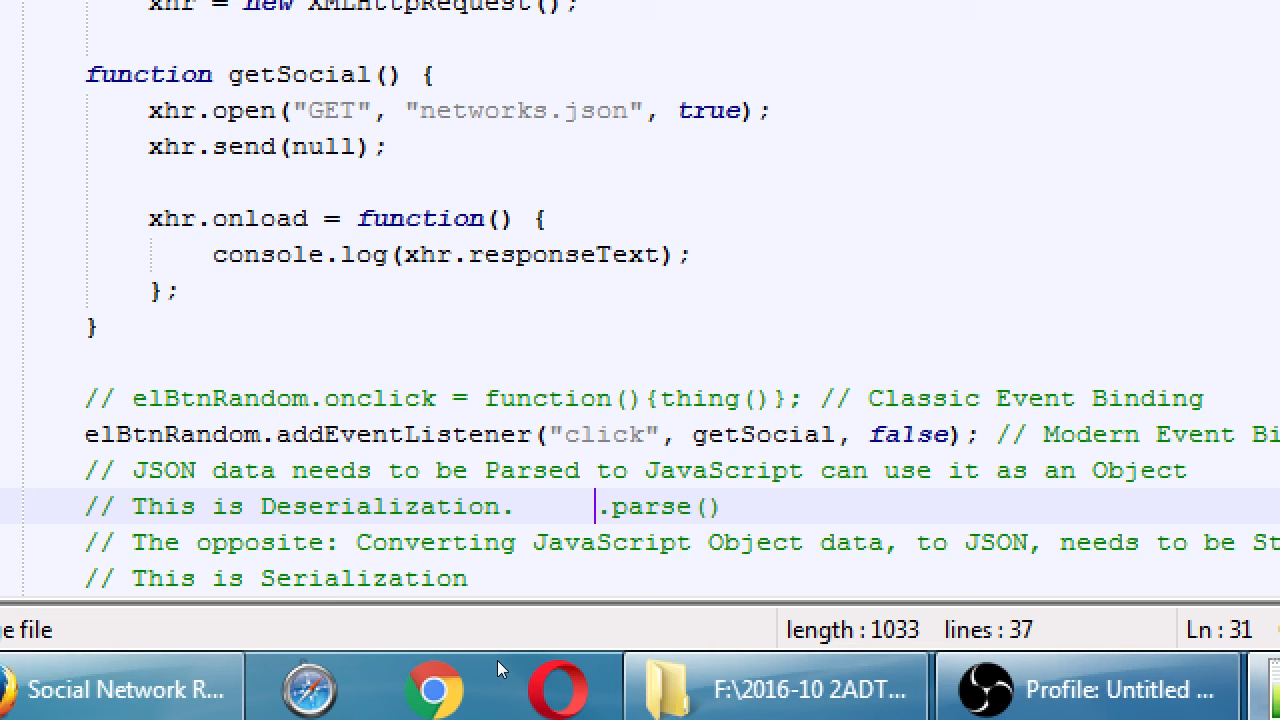 xhr = new XMLHttpRequest();
function getSocial() {
xhr.open("GET", "networks.json", true);
xhr.send(null);
xhr.onload = function() {
console.log(xhr.responseText);
};
}
// elBtnRandom.onclick = function(){thing()}; // Classic Event Binding
elBtnRandom.addEventListener("click", getSocial, false); // Modern Event Bi
// JSON data needs to be Parsed to JavaScript can use it as an Object
// This is Deserialization. .parse()
// The opposite: Converting JavaScript Object data, to JSON, needs to be St
// This is Serialization
e file length : 1033 lines : 37 Ln : 31
Social Network R... F:\2016-10 2ADT... Profile: Untitled ...